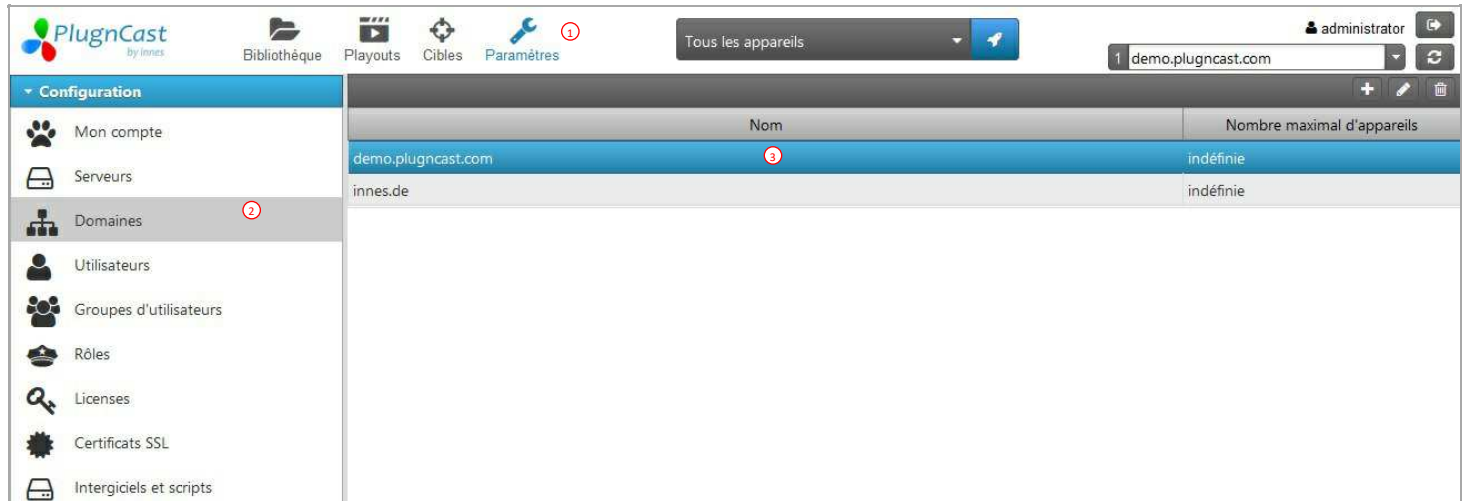 PlugnCast
by innes
Bibliothéque
Playouts
Cibles
Paramètres
1
Tous les appareils
administrator
1 demo.plugncast.com
Configuration
Mon compte
Serveurs
Domaines
2
Utilisateurs
Groupes d'utilisateurs
Rôles
Licenses
Certificats SSL
Intergiciels et scripts
Nom
Nombre maximal d'appareils
demo.plugncast.com
3
indéfinie
innes.de
indéfinie